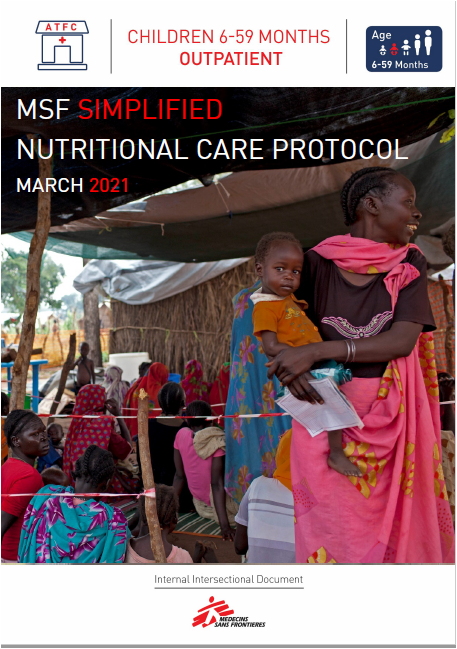 ATFC
CHILDREN 6-59 MONTHS
OUTPATIENT
Age
6-59 Months
MSF SIMPLIFIED
NUTRITIONAL CARE PROTOCOL
MARCH 2021
Internal Intersectional Document
MEDECINS
SANS FRONTIERES